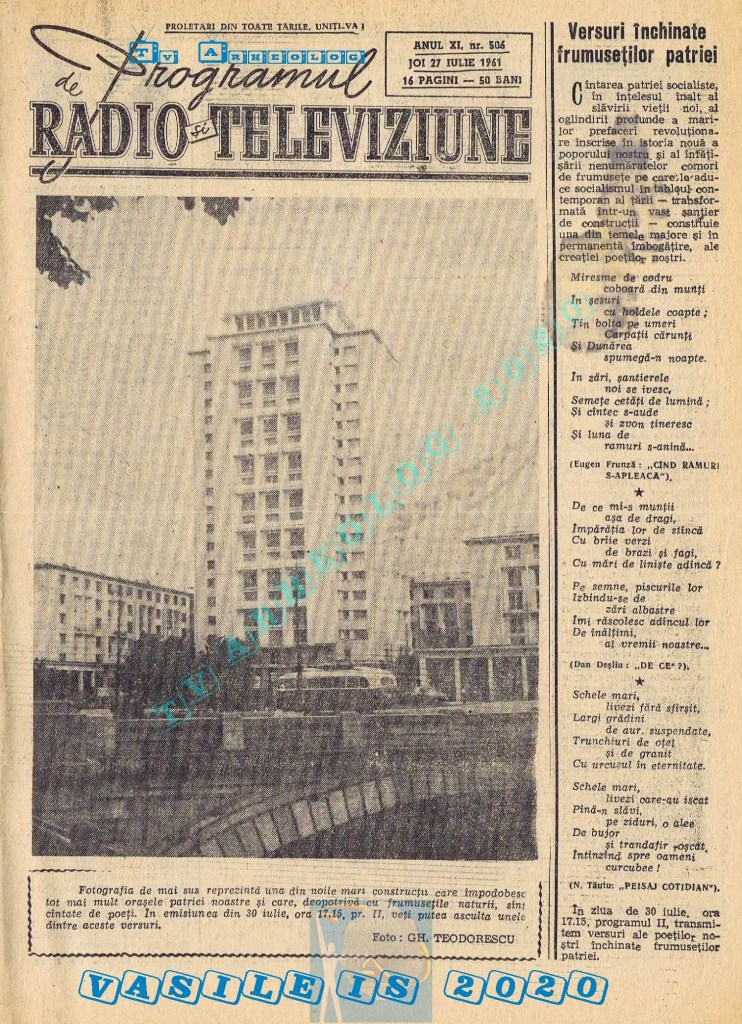 PROLETARI DIN TOATE ȚĂRILE, UNIȚI-VĂ !
Tv Arheolog
Programul
de
RADIO și TELEVIZIUNE
ANUL XI, nr. 506
JOI 27 IULIE 1961
16 PAGINI — 50 BANI
TV ARHEOLOG 2020
Fotografia de mai sus reprezintă una din noile mari construcții care împodobesc
tot mai mult orașele patriei noastre și care, deopotrivă cu frumusețile naturii, sînt
cîntate de poeți. În emisiunea din 30 iulie, ora 17.15, pr. II, veți putea asculta unele
dintre aceste versuri.
Foto : GH. TEODORESCU
Versuri închinate
frumuseților patriei
Cîntarea patriei socialiste,
în înțelesul înalt al
slăvirii vieții noi, al
oglindirii profunde a mari-
lor prefaceri revoluționa-
re înscrise în istoria nouă a
poporului nostru și al înfăți-
șării nenumăratelor comori
de frumusețe pe care le adu-
ce socialismul în tabloul con-
temporan al țării — transfor-
mată într-un vast șantier
de construcții — constituie
una din temele majore și în
permanentă îmbogățire, ale
creației poeților noștri.
Miresme de codru
coboară din munți
În șesuri
cu holdele coapte ;
Țin bolta pe umeri
Carpații cărunți
Și Dunărea
spumegă-n noapte.
În zări, șantierele
noi se ivesc,
Semețe cetăți de lumină ;
Și cîntec s-aude
și zvon tineresc
Și luna de
ramuri s-anină...
(Eugen Frunză : „CÎND RAMURI
S-APLEACĂ").
★
De ce mi-s munții
așa de dragi,
Împărăția lor de stîncă
Cu brîie verzi
de brazi și fagi,
Cu mări de liniște adîncă ?
Pe semne, piscurile lor
Izbindu-se de
zări albastre
Îmi răscolesc adîncul lor
De înălțimi,
al vremii noastre...
(Dan Deșliu : „DE CE" ?).
★
Schele mari,
livezi fără sfîrșit,
Largi grădini
de aur. suspendate,
Trunchiuri de oțel
și de granit
Cu urcușul în eternitate.
Schele mari,
livezi care-au iscat
Pînă-n slăvi,
pe ziduri, o alee
De bujor
și trandafir roșcat,
Întinzînd spre oameni
curcubee !
(N. Tăutu: „PEISAJ COTIDIAN").
În ziua de 30 iulie, ora
17.15, programul II, transmi-
tem versuri ale poeților no-
ștri închinate frumuseților
patriei.
VASILE IS 2020